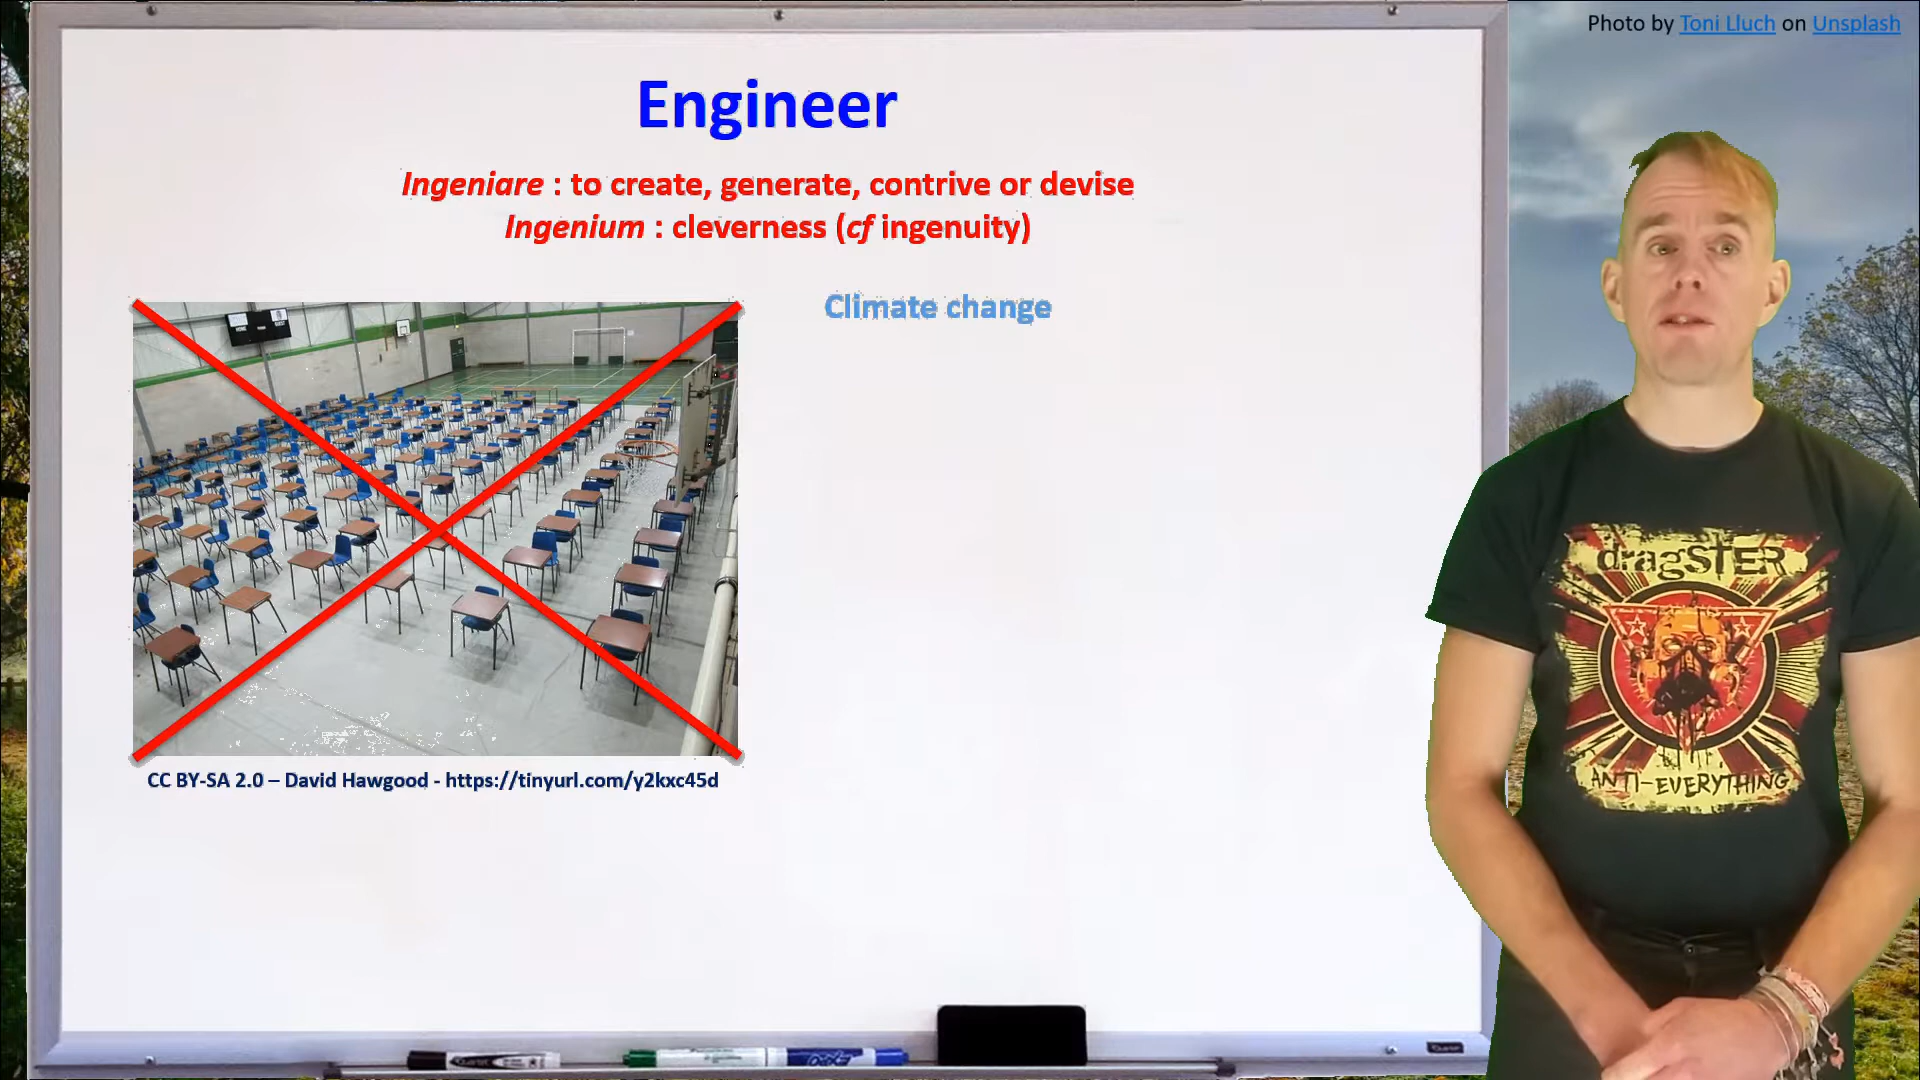 Photo by Toni Lluch on Unsplash
Engineer
Ingeniare : to create, generate, contrive or devise
Ingenium : cleverness (cf ingenuity)
Climate change
CC BY-SA 2.0 – David Hawgood - https://tinyurl.com/y2kxc45d
dragSTER
ANTI-EVERYTHING